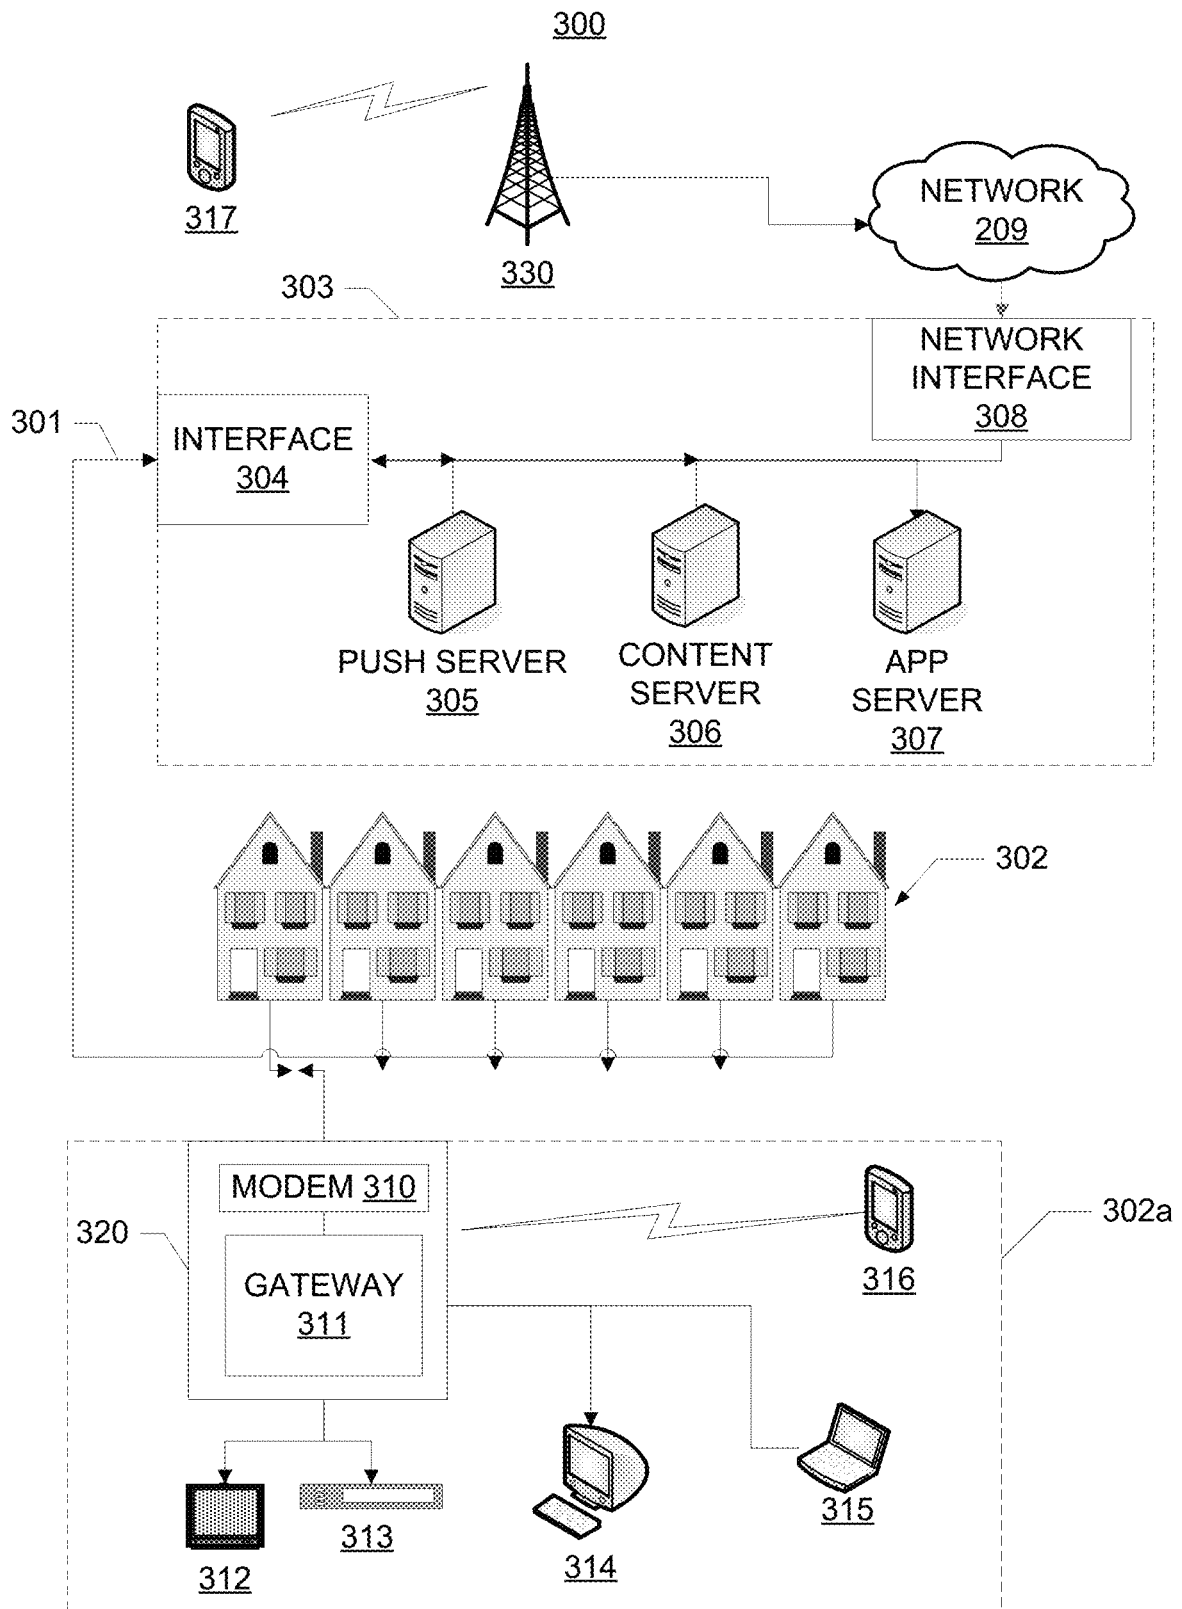 300
317
330
NETWORK
209
303
NETWORK
INTERFACE
308
301
INTERFACE
304
PUSH SERVER
305
CONTENT
SERVER
306
APP
SERVER
307
302
MODEM 310
320
GATEWAY
311
316
302a
312
313
314
315